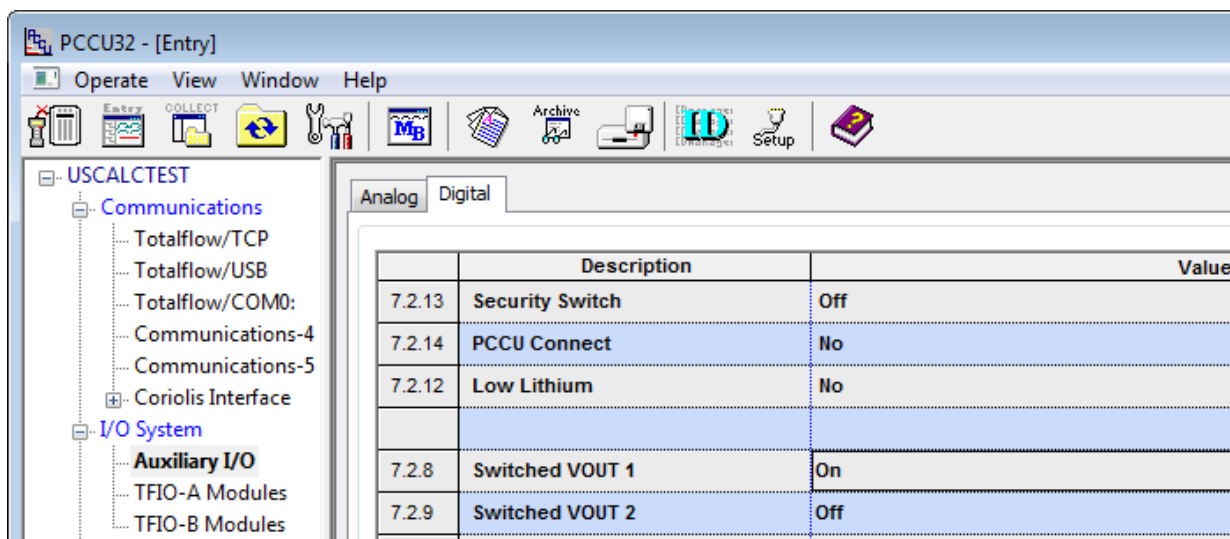 PCCU32 - [Entry]
Operate View Window Help
Entry COLLECT MB Archive ID Setup
USCALCTEST
Communications
Totalflow/TCP
Totalflow/USB
Totalflow/COM0:
Communications-4
Communications-5
Coriolis Interface
I/O System
Auxiliary I/O
TFIO-A Modules
TFIO-B Modules
Analog Digital
Description Value
7.2.13 Security Switch Off
7.2.14 PCCU Connect No
7.2.12 Low Lithium No
7.2.8 Switched VOUT 1 On
7.2.9 Switched VOUT 2 Off